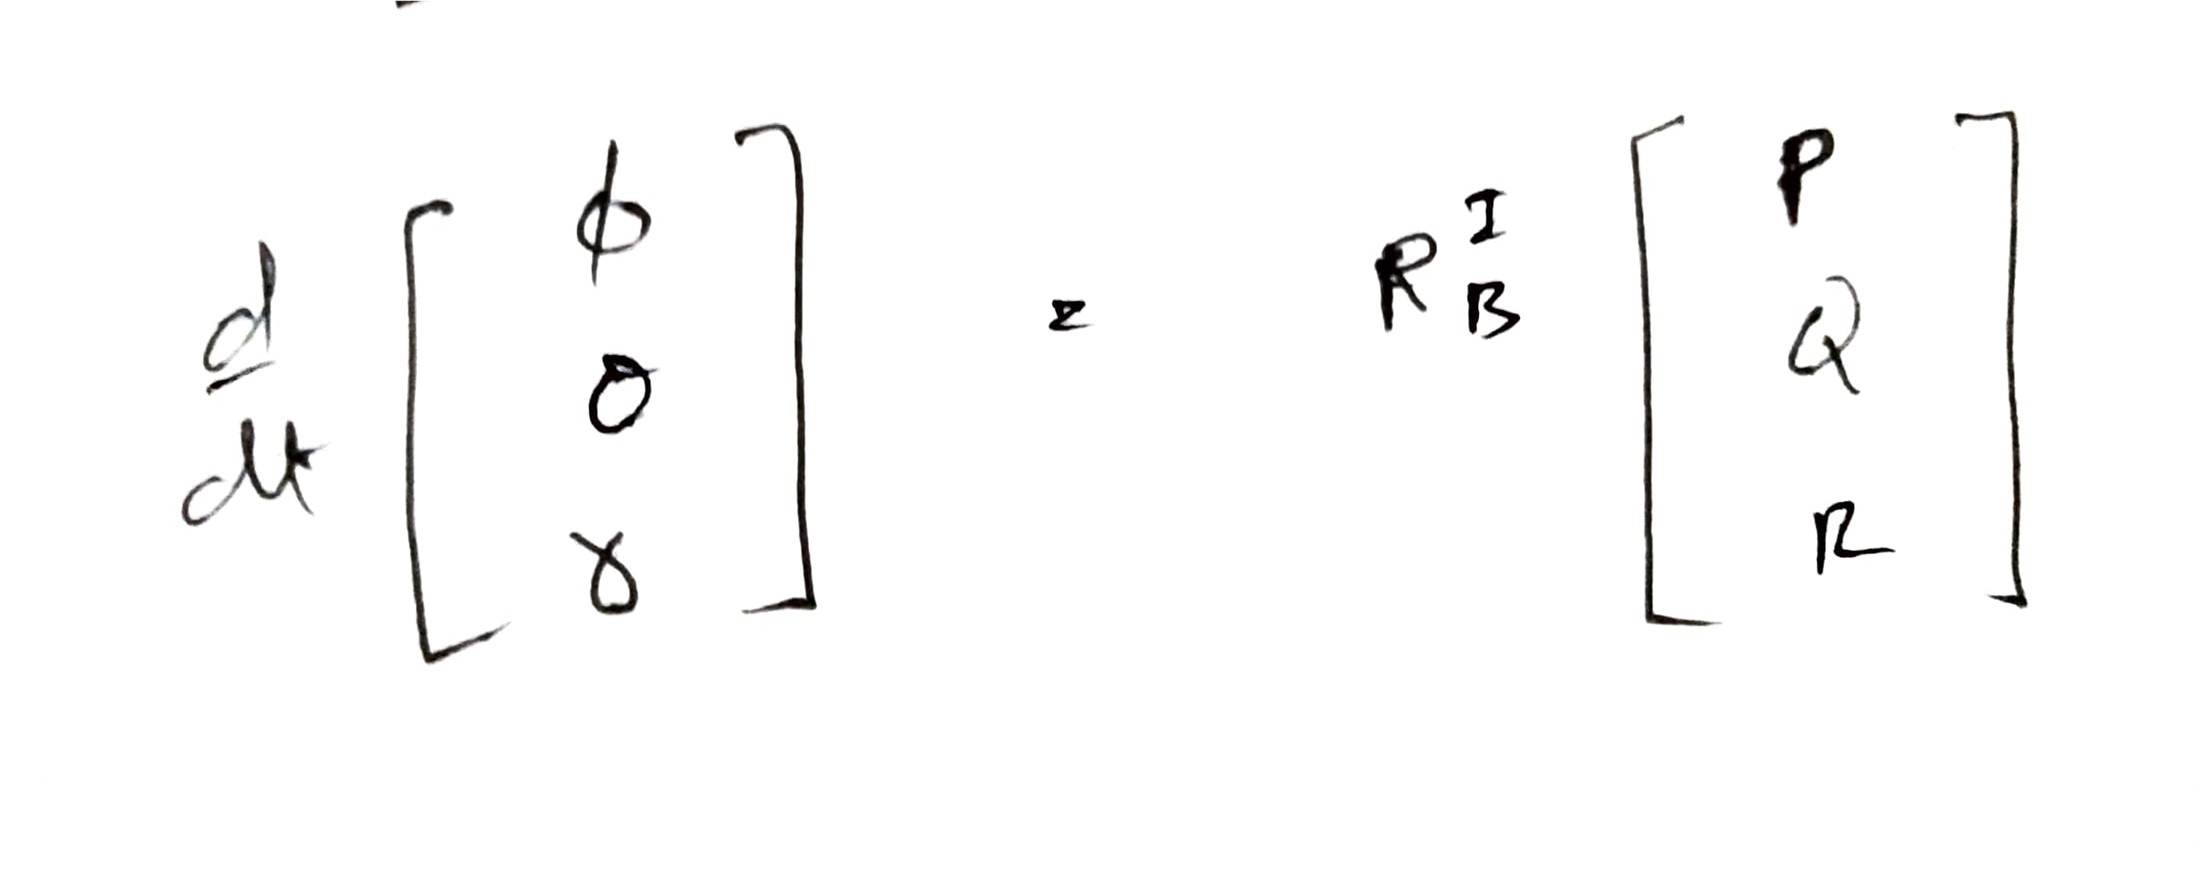 d/dt [ϕ θ γ] = R^I_B [P Q R]